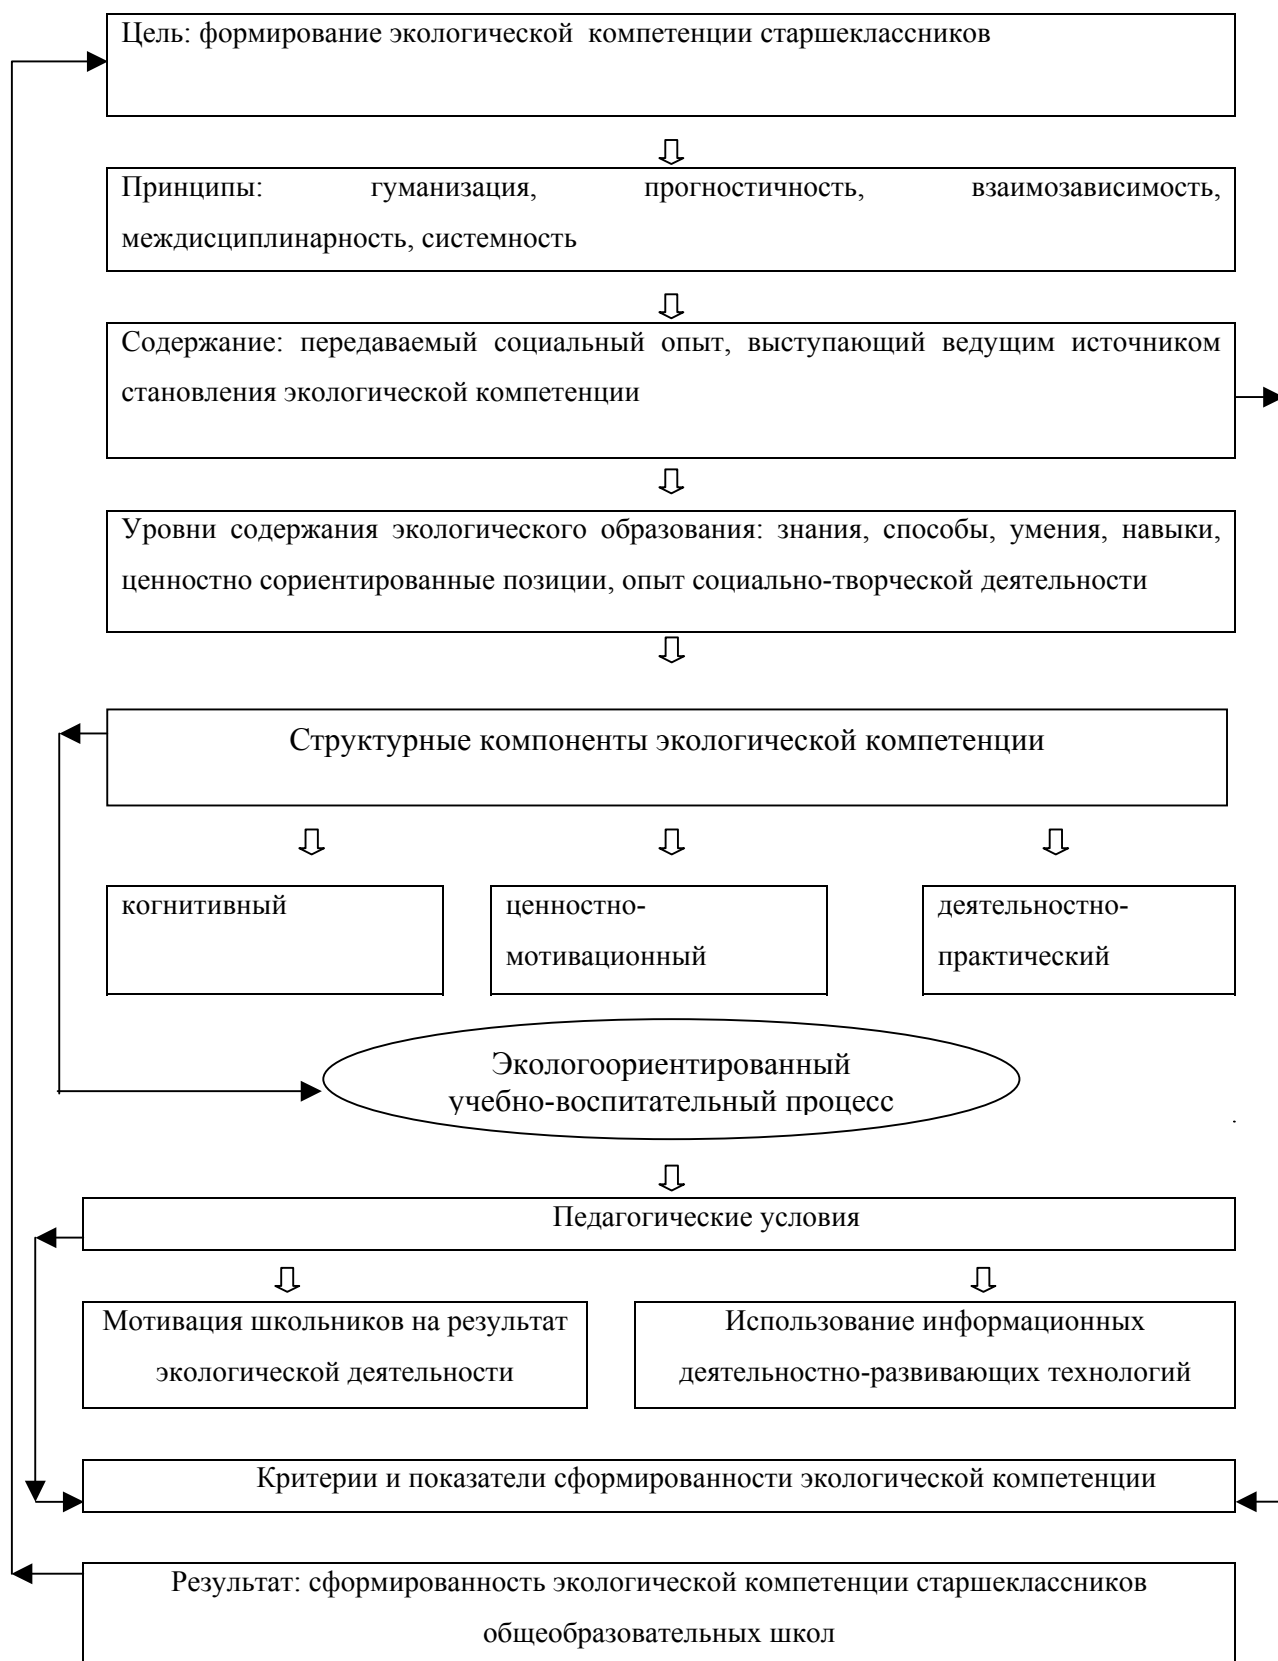 Цель: формирование экологической компетенции старшеклассников
Принципы: гуманизация, прогностичность, взаимозависимость,
междисциплинарность, системность
Содержание: передаваемый социальный опыт, выступающий ведущим источником
становления экологической компетенции
Уровни содержания экологического образования: знания, способы, умения, навыки,
ценностно сориентированные позиции, опыт социально-творческой деятельности
Структурные компоненты экологической компетенции
когнитивный
ценностно-
мотивационный
деятельностно-
практический
Экологоориентированный
учебно-воспитательный процесс
Педагогические условия
Мотивация школьников на результат
экологической деятельности
Использование информационных
деятельностно-развивающих технологий
Критерии и показатели сформированности экологической компетенции
Результат: сформированность экологической компетенции старшеклассников
общеобразовательных школ